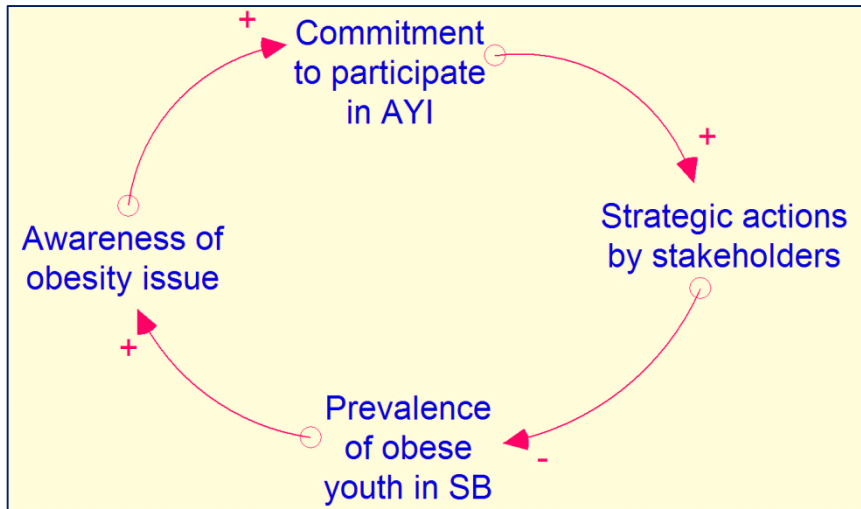 +
Commitment
to participate
in AYI
+
Strategic actions
by stakeholders
Awareness of
obesity issue
+
Prevalence
of obese
youth in SB
-